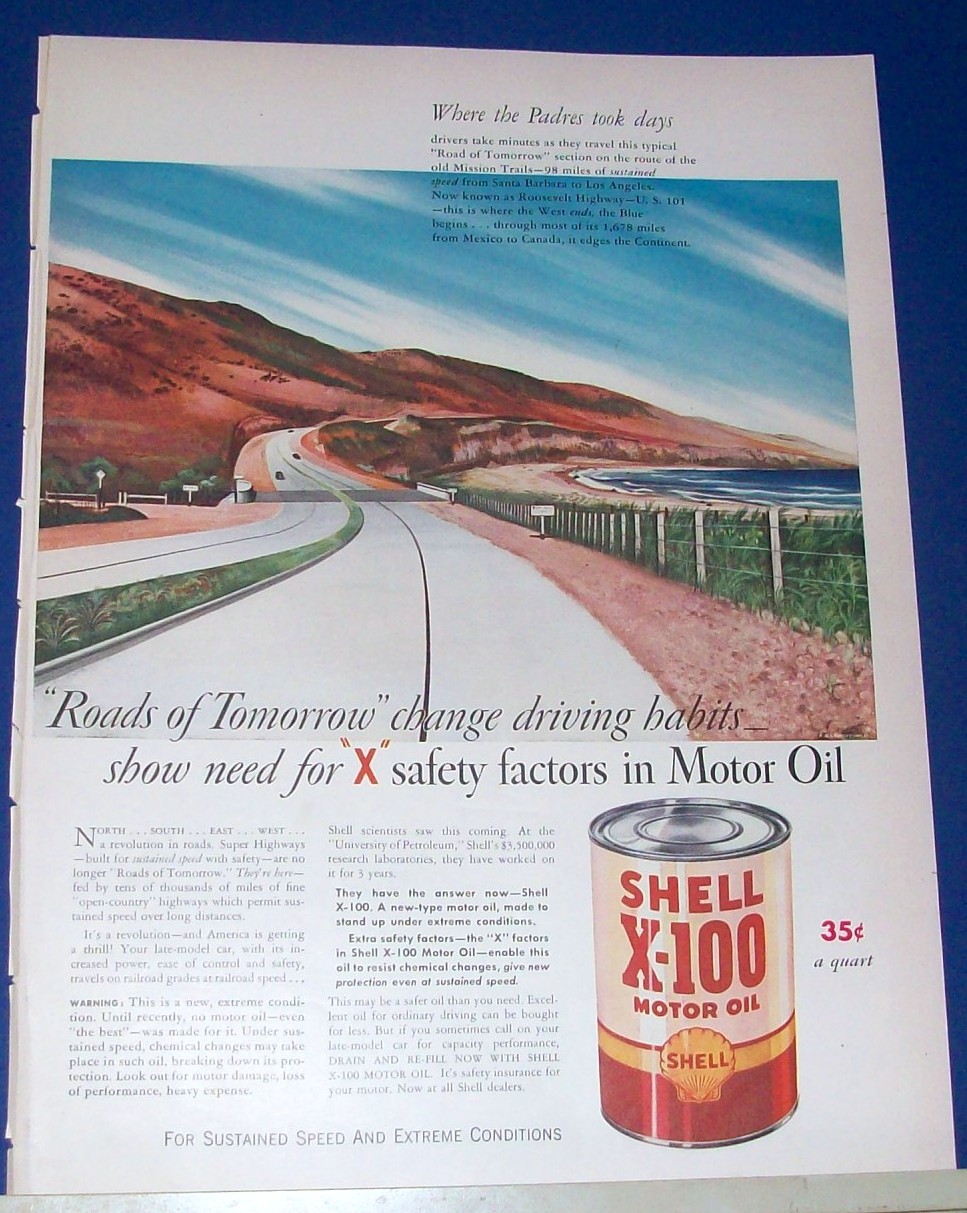 Where the Padres took days
drivers take minutes as they travel this typical
"Road of Tomorrow" section on the route of the
old Mission Trails—98 miles of sustained
speed from Santa Barbara to Los Angeles.
Now known as Roosevelt Highway—U. S. 101
—this is where the West ends, the Blue
begins . . . through most of its 1,678 miles
from Mexico to Canada, it edges the Continent.
"Roads of Tomorrow" change driving habits—
show need for "X" safety factors in Motor Oil
NORTH . . . SOUTH . . . EAST . . . WEST . . .
a revolution in roads. Super Highways
—built for sustained speed with safety—are no
longer "Roads of Tomorrow." They're here—
fed by tens of thousands of miles of fine
"open-country" highways which permit sus-
tained speed over long distances.
It's a revolution—and America is getting
a thrill! Your late-model car, with its in-
creased power, ease of control and safety,
travels on railroad grades at railroad speed . . .
WARNING: This is a new, extreme condi-
tion. Until recently, no motor oil—even
"the best"—was made for it. Under sus-
tained speed, chemical changes may take
place in such oil, breaking down its pro-
tection. Look out for motor damage, loss
of performance, heavy expense.
Shell scientists saw this coming. At the
"University of Petroleum," Shell's $3,500,000
research laboratories, they have worked on
it for 3 years.
They have the answer now—Shell
X-100. A new-type motor oil, made to
stand up under extreme conditions.
Extra safety factors—the "X" factors
in Shell X-100 Motor Oil—enable this
oil to resist chemical changes, give new
protection even at sustained speed.
This may be a safer oil than you need. Excel-
lent oil for ordinary driving can be bought
for less. But if you sometimes call on your
late-model car for capacity performance,
DRAIN AND RE-FILL NOW WITH SHELL
X-100 MOTOR OIL. It's safety insurance for
your motor. Now at all Shell dealers.
SHELL
X-100
MOTOR OIL
SHELL
35¢
a quart
FOR SUSTAINED SPEED AND EXTREME CONDITIONS